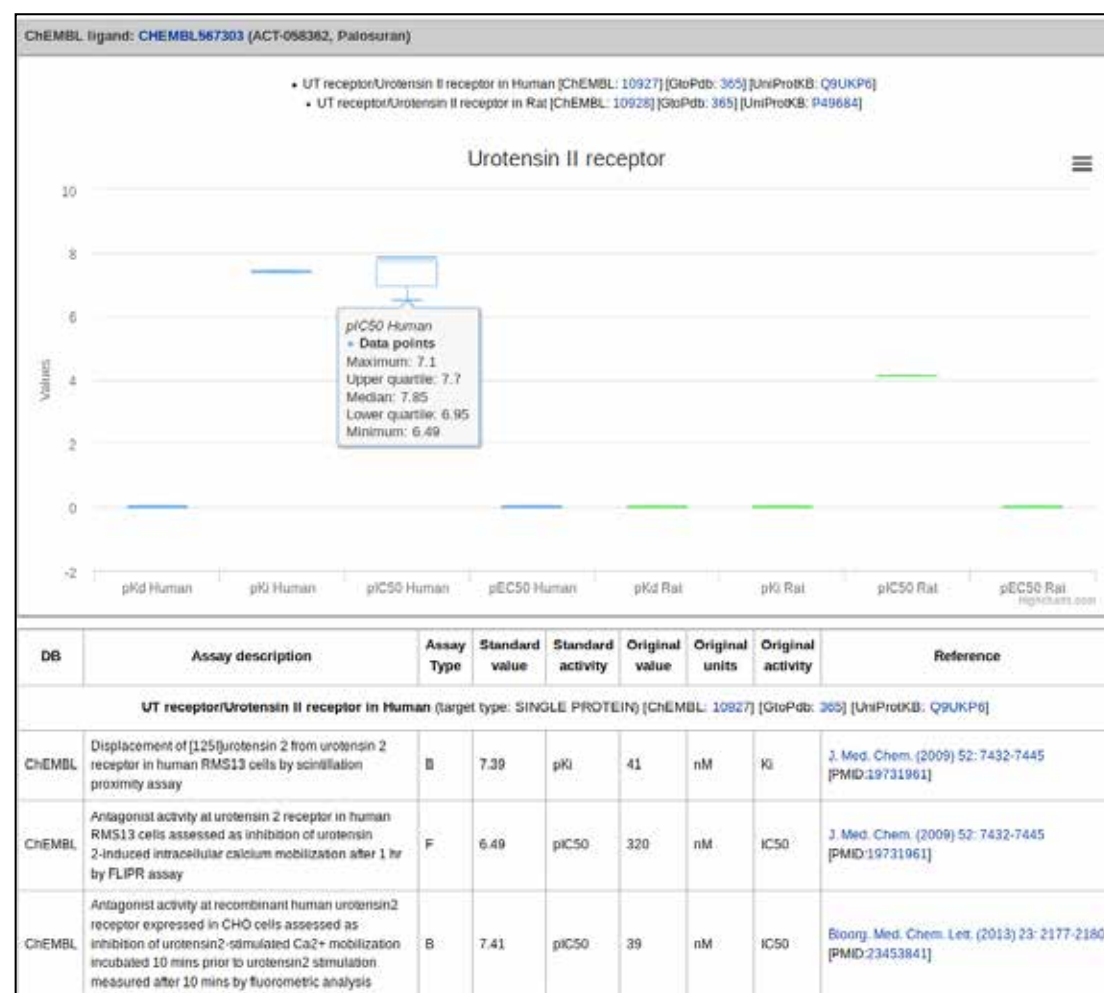 ChEMBL ligand: CHEMBL567303 (ACT-058362, Palosuran)
• UT receptor/Urotensin II receptor in Human [ChEMBL: 10927] [GtoPdb: 365] [UniProtKB: Q9UKP6]
• UT receptor/Urotensin II receptor in Rat [ChEMBL: 10928] [GtoPdb: 365] [UniProtKB: P49684]
Urotensin II receptor
10
8
6
4
2
0
-2
Values
pIC50 Human
• Data points
Maximum: 7.1
Upper quartile: 7.7
Median: 7.85
Lower quartile: 6.95
Minimum: 6.49
pKd Human pKi Human pIC50 Human pEC50 Human pKd Rat pKi Rat pIC50 Rat pEC50 Rat
Highcharts.com
DB Assay description Assay Type Standard value Standard activity Original value Original units Original activity Reference
UT receptor/Urotensin II receptor in Human (target type: SINGLE PROTEIN) [ChEMBL: 10927] [GtoPdb: 365] [UniProtKB: Q9UKP6]
ChEMBL
Displacement of [125I]urotensin 2 from urotensin 2
receptor in human RMS13 cells by scintillation
proximity assay
B 7.39 pKi 41 nM Ki
J. Med. Chem. (2009) 52: 7432-7445
[PMID:19731961]
ChEMBL
Antagonist activity at urotensin 2 receptor in human
RMS13 cells assessed as inhibition of urotensin
2-induced intracellular calcium mobilization after 1 hr
by FLIPR assay
F 6.49 pIC50 320 nM IC50
J. Med. Chem. (2009) 52: 7432-7445
[PMID:19731961]
ChEMBL
Antagonist activity at recombinant human urotensin2
receptor expressed in CHO cells assessed as
inhibition of urotensin2-stimulated Ca2+ mobilization
incubated 10 mins prior to urotensin2 stimulation
measured after 10 mins by fluorometric analysis
B 7.41 pIC50 39 nM IC50
Bioorg. Med. Chem. Lett. (2013) 23: 2177-2180
[PMID:23453841]